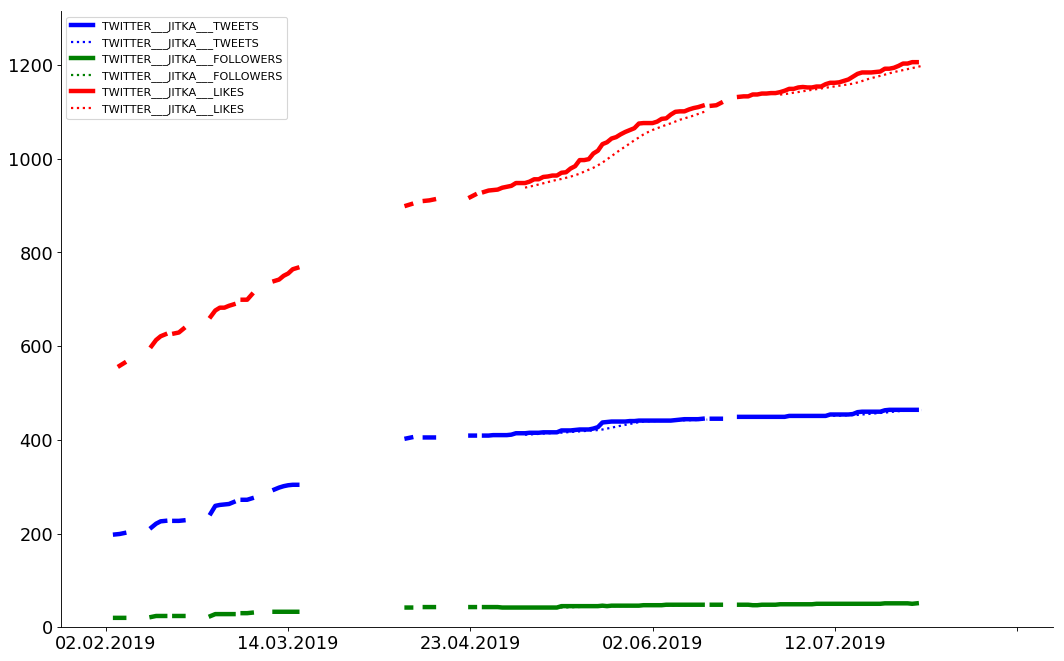 TWITTER___JITKA___TWEETS
TWITTER___JITKA___TWEETS
TWITTER___JITKA___FOLLOWERS
TWITTER___JITKA___FOLLOWERS
TWITTER___JITKA___LIKES
TWITTER___JITKA___LIKES
1200
1000
800
600
400
200
0
02.02.2019 14.03.2019 23.04.2019 02.06.2019 12.07.2019